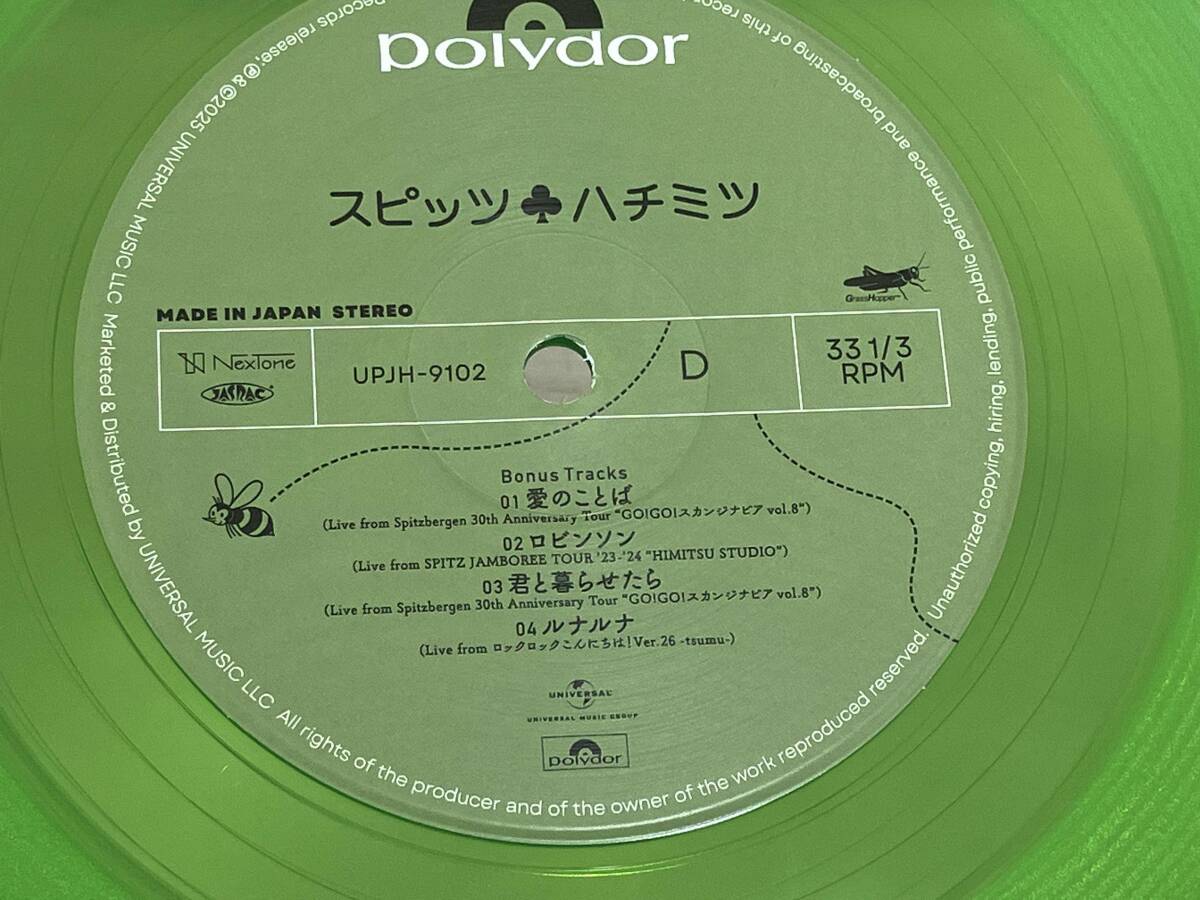 polydor
スピッツ♣ハチミツ
GrassHopper
MADE IN JAPAN STEREO
NexTone
JASRAC
UPJH-9102
D
33 1/3
RPM
Bonus Tracks
01 愛のことば
(Live from Spitzbergen 30th Anniversary Tour "GO!GO!スカンジナビア vol.8")
02 ロビンソン
(Live from SPITZ JAMBOREE TOUR '23-'24 "HIMITSU STUDIO")
03 君と暮らせたら
(Live from Spitzbergen 30th Anniversary Tour "GO!GO!スカンジナビア vol.8")
04 ルナルナ
(Live from ロックロックこんにちは!Ver.26 -tsumu-)
UNIVERSAL
UNIVERSAL MUSIC GROUP
polydor
Records release; ℗&©2025 UNIVERSAL MUSIC LLC Marketed & Distributed by UNIVERSAL MUSIC LLC All rights of the producer and of the owner of the work reproduced reserved. Unauthorized copying, hiring, lending, public performance and broadcasting of this record